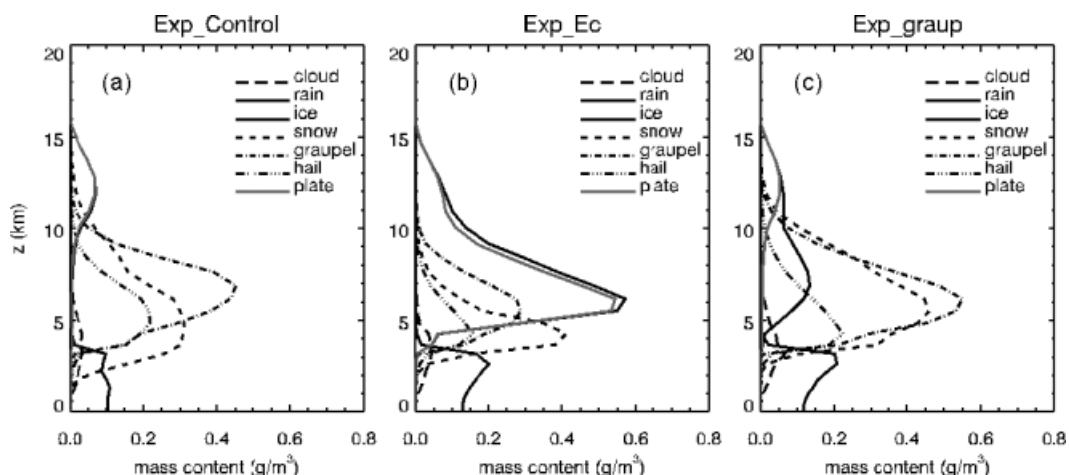 Exp_Control
Exp_Ec
Exp_graup
(a)
cloud
rain
ice
snow
graupel
hail
plate
(b)
cloud
rain
ice
snow
graupel
hail
plate
(c)
cloud
rain
ice
snow
graupel
hail
plate
z (km)
20
15
10
5
0
0.0 0.2 0.4 0.6 0.8
mass content (g/m³)
20
15
10
5
0
0.0 0.2 0.4 0.6 0.8
mass content (g/m³)
20
15
10
5
0
0.0 0.2 0.4 0.6 0.8
mass content (g/m³)